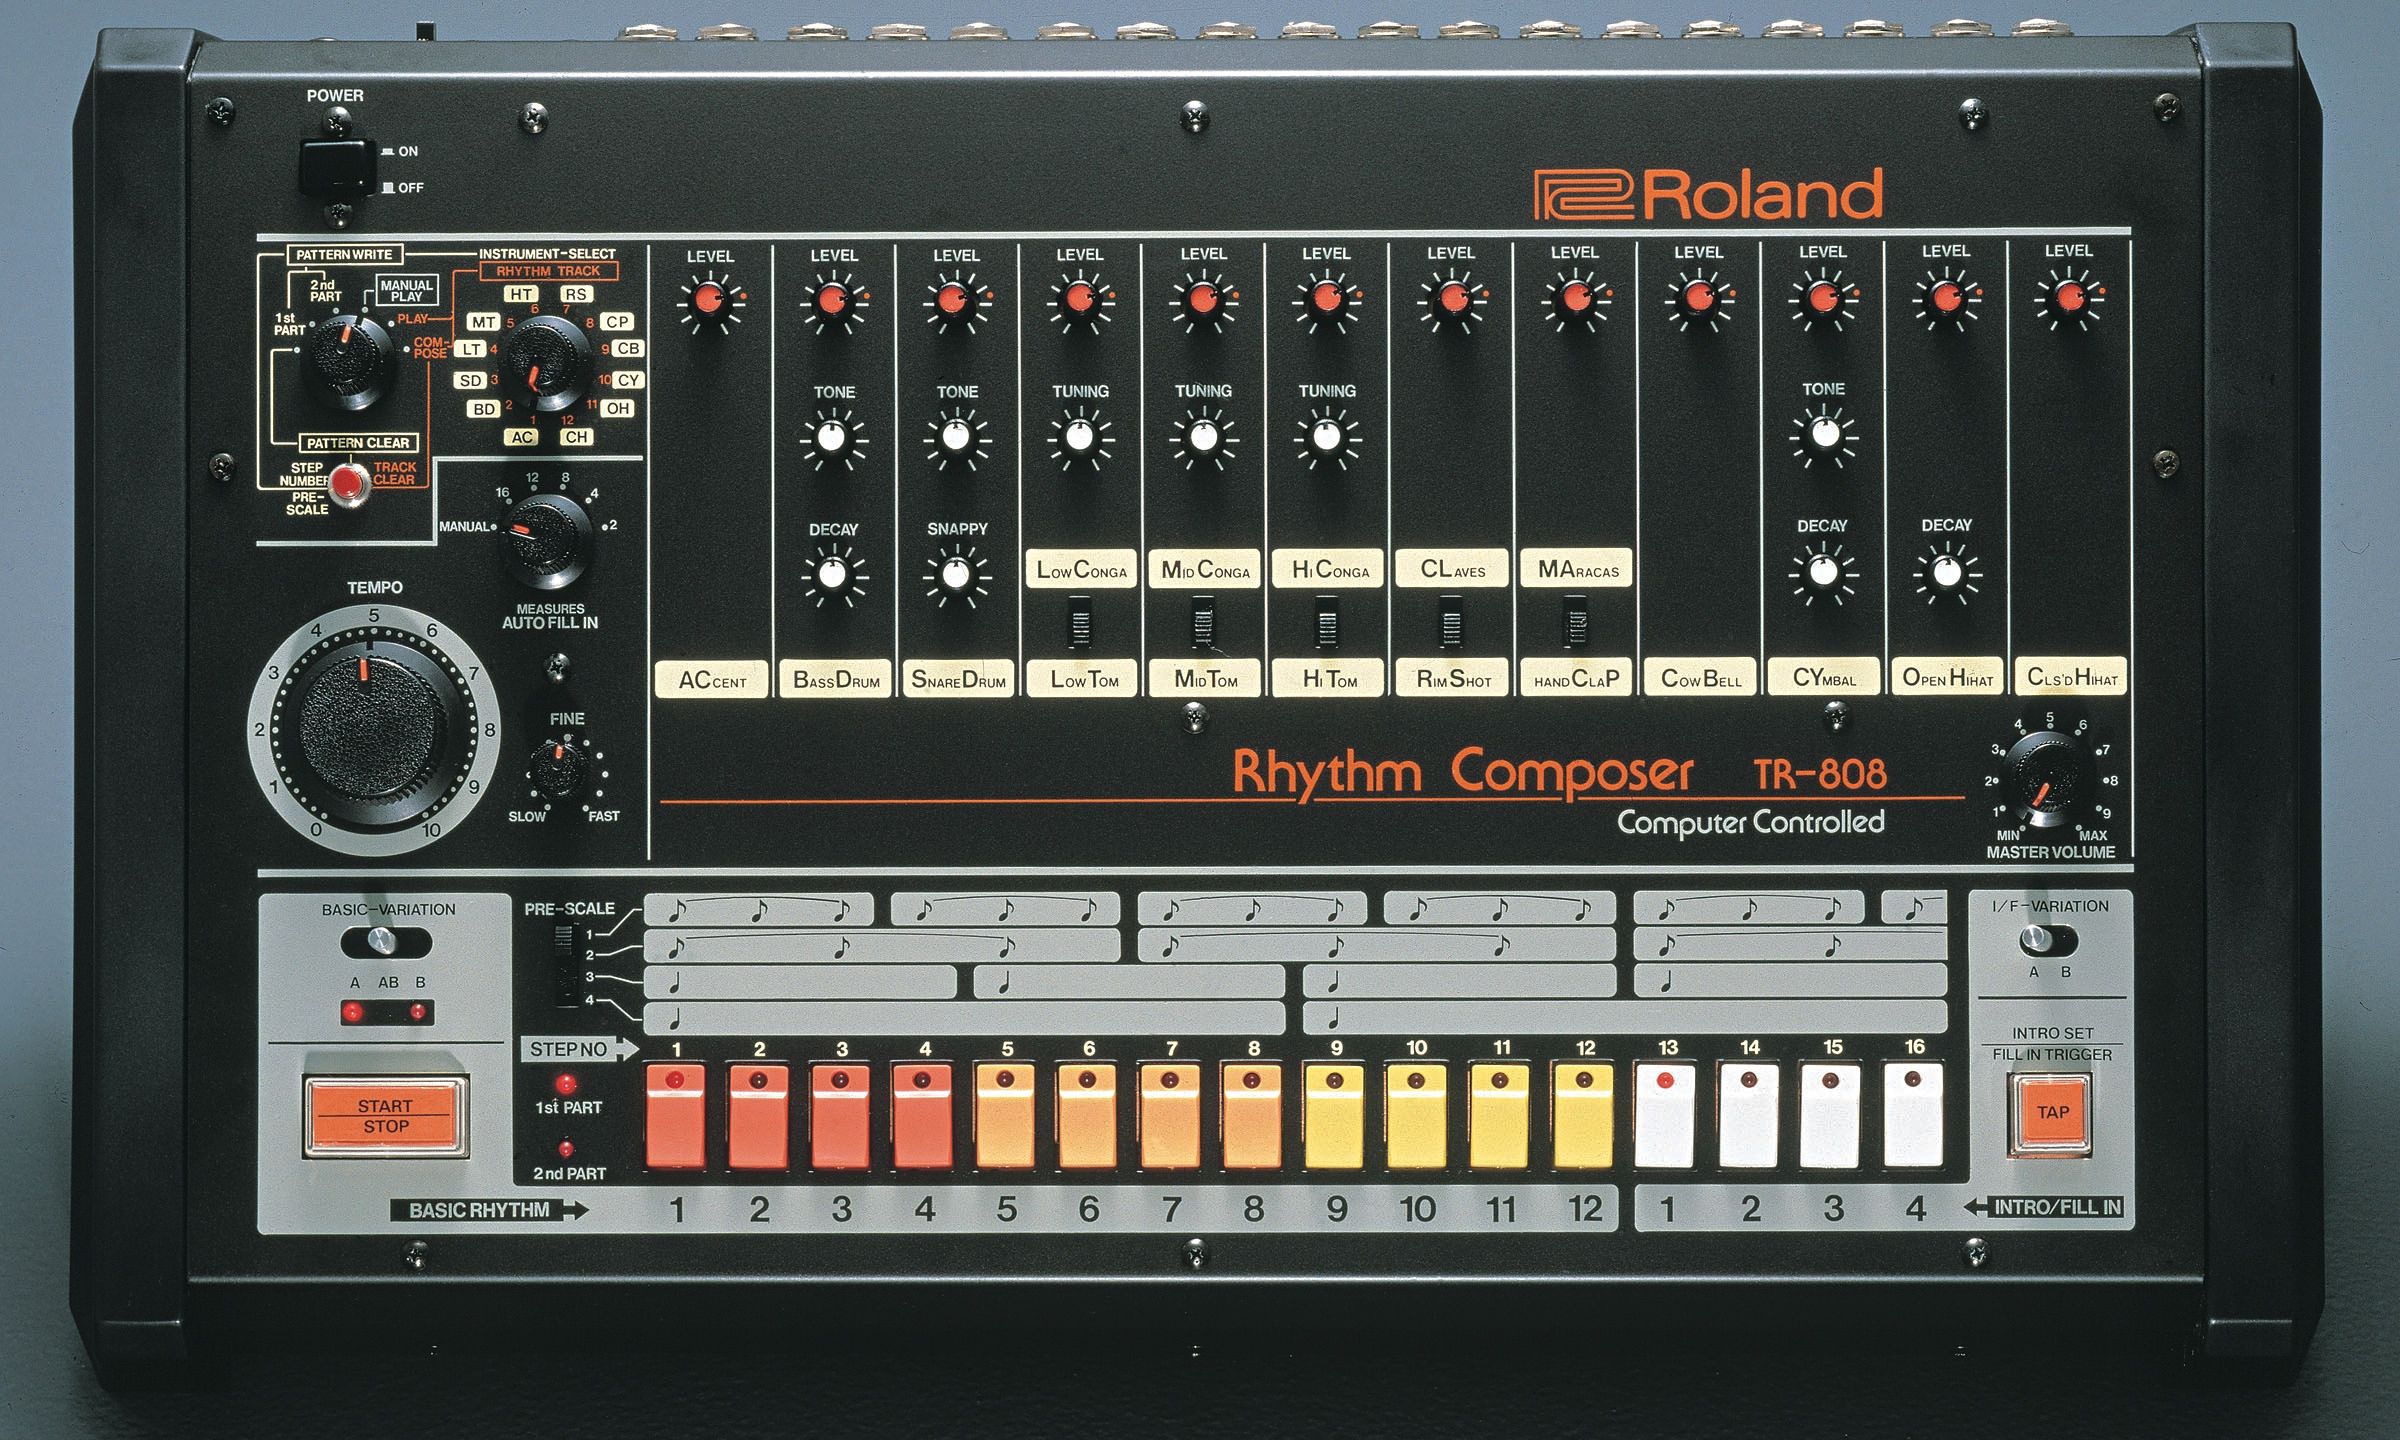 POWER
ON
OFF
Roland
PATTERN WRITE
INSTRUMENT-SELECT
RHYTHM TRACK
2nd
PART
MANUAL
PLAY
1st
PART
PLAY
COM-
POSE
HT RS
MT 5 6 7 8 CP
LT 4 9 CB
SD 3 10 CY
BD 2 11 OH
1 12
AC CH
PATTERN CLEAR
STEP
NUMBER
PRE-
SCALE
TRACK
CLEAR
MANUAL 16 12 8 4 2
MEASURES
AUTO FILL IN
TEMPO
0 1 2 3 4 5 6 7 8 9 10
FINE
SLOW FAST
LEVEL LEVEL LEVEL LEVEL LEVEL LEVEL LEVEL LEVEL LEVEL LEVEL LEVEL LEVEL
TONE TONE TUNING TUNING TUNING TONE
DECAY SNAPPY DECAY DECAY
LOW CONGA MID CONGA HI CONGA CLAVES MARACAS
ACCENT BASS DRUM SNARE DRUM LOW TOM MID TOM HI TOM RIM SHOT HAND CLAP COW BELL CYMBAL OPEN HIHAT CLS'D HIHAT
Rhythm Composer TR-808
Computer Controlled
1 2 3 4 5 6 7 8 9
MIN MAX
MASTER VOLUME
BASIC-VARIATION
A AB B
START
STOP
PRE-SCALE
1
2
3
4
STEP NO 1 2 3 4 5 6 7 8 9 10 11 12 13 14 15 16
1st PART
2nd PART
I/F-VARIATION
A B
INTRO SET
FILL IN TRIGGER
TAP
BASIC RHYTHM 1 2 3 4 5 6 7 8 9 10 11 12 1 2 3 4 INTRO/FILL IN